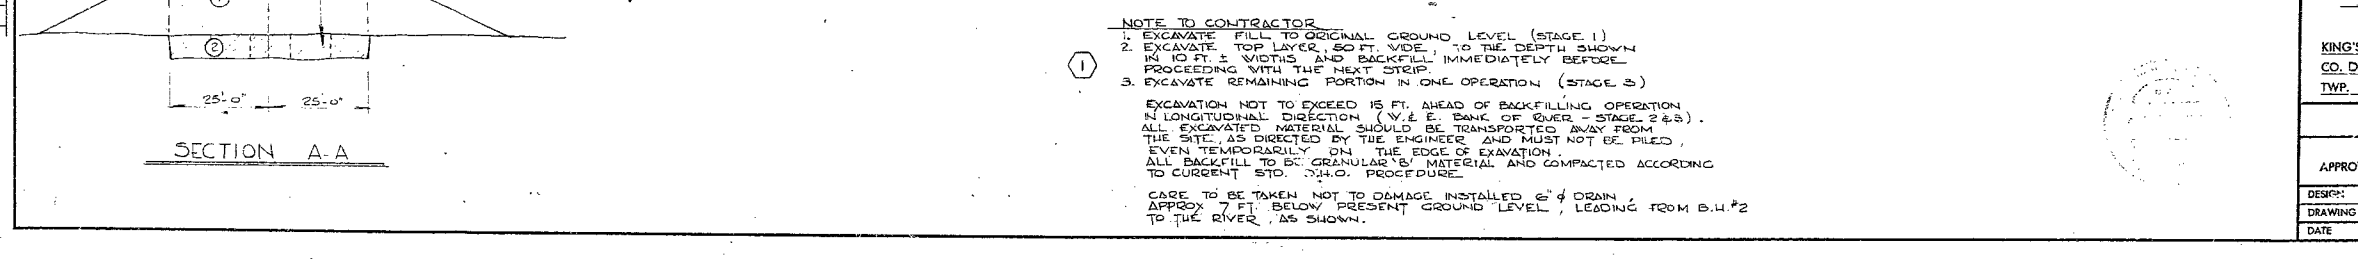 ②
25'-0" 25'-0"
SECTION A-A
1
NOTE TO CONTRACTOR
1. EXCAVATE FILL TO ORIGINAL GROUND LEVEL (STAGE 1)
2. EXCAVATE TOP LAYER, 50 FT. WIDE, TO THE DEPTH SHOWN
IN 10 FT. ± WIDTHS AND BACKFILL IMMEDIATELY BEFORE
PROCEEDING WITH THE NEXT STRIP.
3. EXCAVATE REMAINING PORTION IN ONE OPERATION (STAGE 3)
EXCAVATION NOT TO EXCEED 15 FT. AHEAD OF BACKFILLING OPERATION
IN LONGITUDINAL DIRECTION (W. & E. BANK OF RIVER - STAGE 2 & 3).
ALL EXCAVATED MATERIAL SHOULD BE TRANSPORTED AWAY FROM
THE SITE, AS DIRECTED BY THE ENGINEER AND MUST NOT BE PILED,
EVEN TEMPORARILY ON THE EDGE OF EXAVATION.
ALL BACKFILL TO BE GRANULAR 'B' MATERIAL AND COMPACTED ACCORDING
TO CURRENT STD. D.H.O. PROCEDURE
CARE TO BE TAKEN NOT TO DAMAGE INSTALLED 6" ϕ DRAIN,
APPROX 7 FT. BELOW PRESENT GROUND LEVEL, LEADING FROM B.H.#2
TO THE RIVER, AS SHOWN.
KING'S
CO. D
TWP.
APPRO
DESIGN
DRAWING
DATE